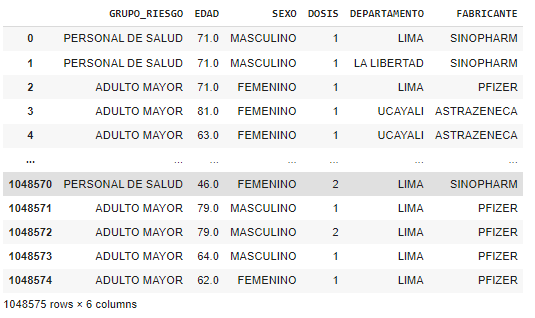 GRUPO_RIESGO EDAD SEXO DOSIS DEPARTAMENTO FABRICANTE
0 PERSONAL DE SALUD 71.0 MASCULINO 1 LIMA SINOPHARM
1 PERSONAL DE SALUD 71.0 MASCULINO 1 LA LIBERTAD SINOPHARM
2 ADULTO MAYOR 71.0 FEMENINO 1 LIMA PFIZER
3 ADULTO MAYOR 81.0 FEMENINO 1 UCAYALI ASTRAZENECA
4 ADULTO MAYOR 63.0 FEMENINO 1 UCAYALI ASTRAZENECA
... ... ... ... ... ... ...
1048570 PERSONAL DE SALUD 46.0 FEMENINO 2 LIMA SINOPHARM
1048571 ADULTO MAYOR 79.0 MASCULINO 1 LIMA PFIZER
1048572 ADULTO MAYOR 79.0 MASCULINO 2 LIMA PFIZER
1048573 ADULTO MAYOR 64.0 MASCULINO 1 LIMA PFIZER
1048574 ADULTO MAYOR 62.0 FEMENINO 1 LIMA PFIZER
1048575 rows × 6 columns